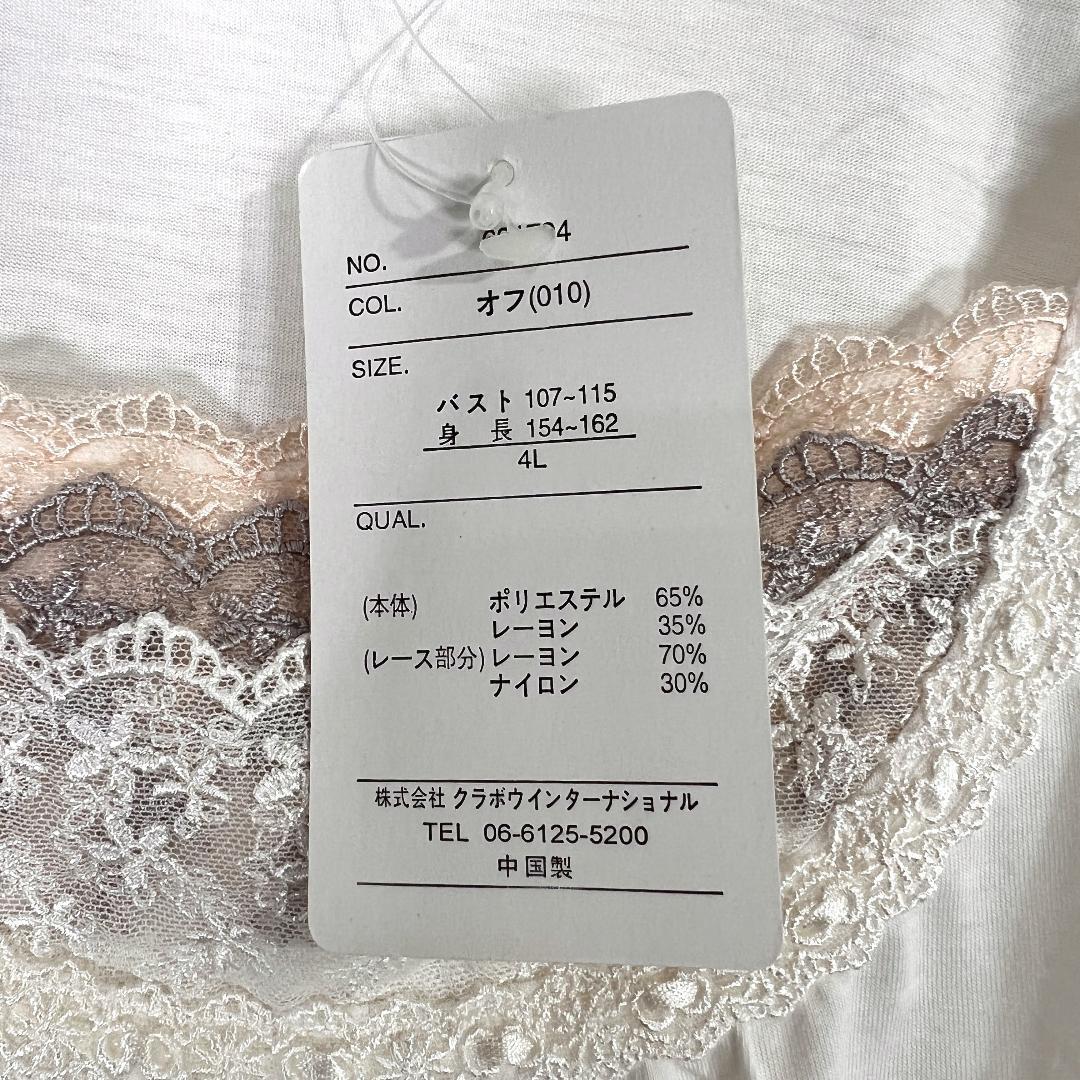 NO.
COL. オフ(010)
SIZE.
バスト 107~115
身 長 154~162
4L
QUAL.
(本体) ポリエステル 65%
レーヨン 35%
(レース部分) レーヨン 70%
ナイロン 30%
株式会社 クラボウインターナショナル
TEL 06-6125-5200
中国製